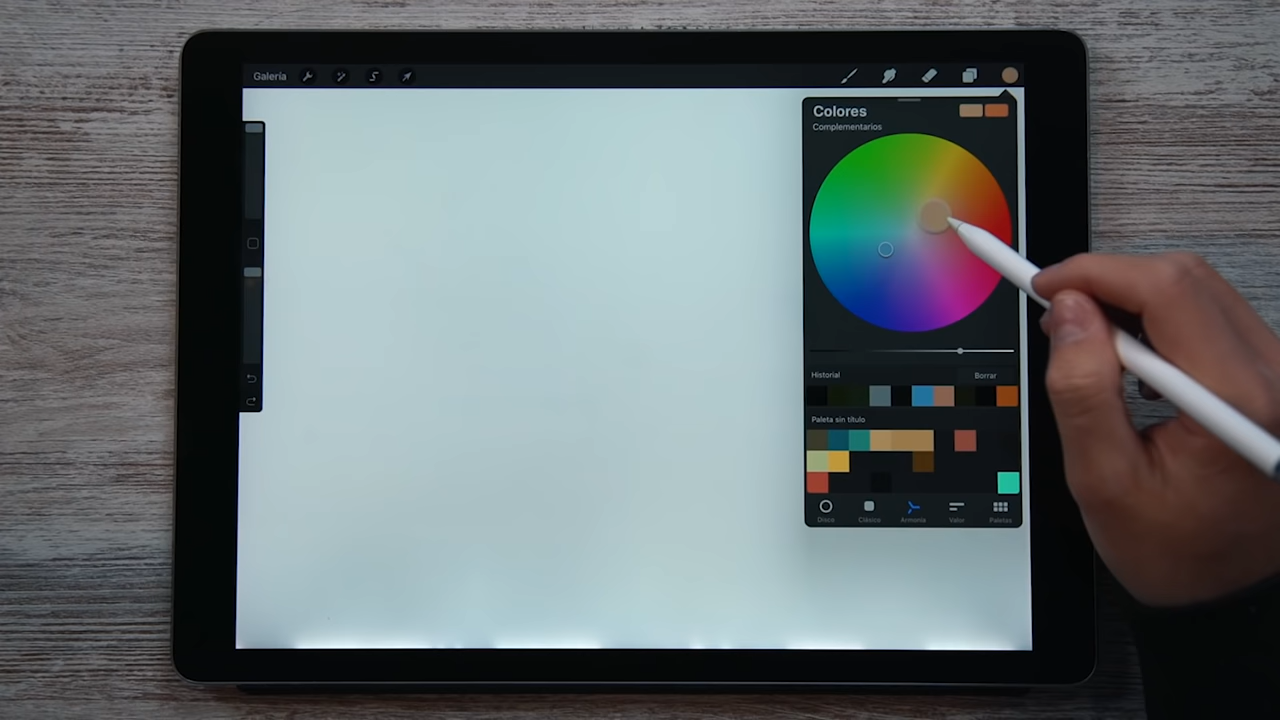 Galería
Colores
Complementarios
Historial
Borrar
Paleta sin título
Disco
Clásico
Armonía
Valor
Paletas